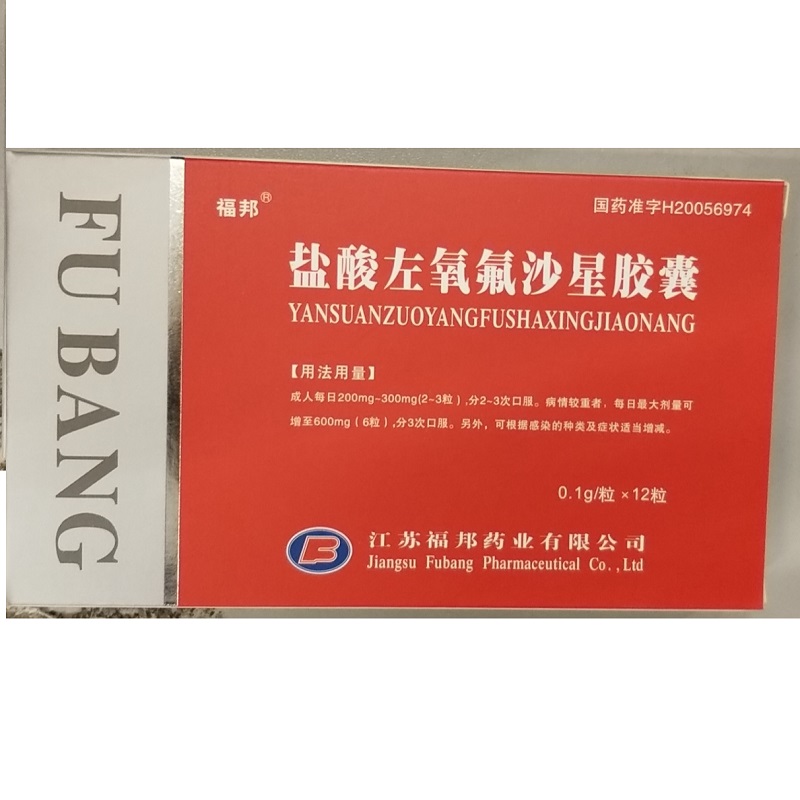 FU BANG
福邦®
国药准字H20056974
盐酸左氧氟沙星胶囊
YANSUANZUOYANGFUSHAXINGJIAONANG
【用法用量】
成人每日200mg~300mg(2~3粒),分2~3次口服。病情较重者,每日最大剂量可
增至600mg(6粒),分3次口服。另外,可根据感染的种类及症状适当增减。
0.1g/粒×12粒
江苏福邦药业有限公司
Jiangsu Fubang Pharmaceutical Co.,Ltd